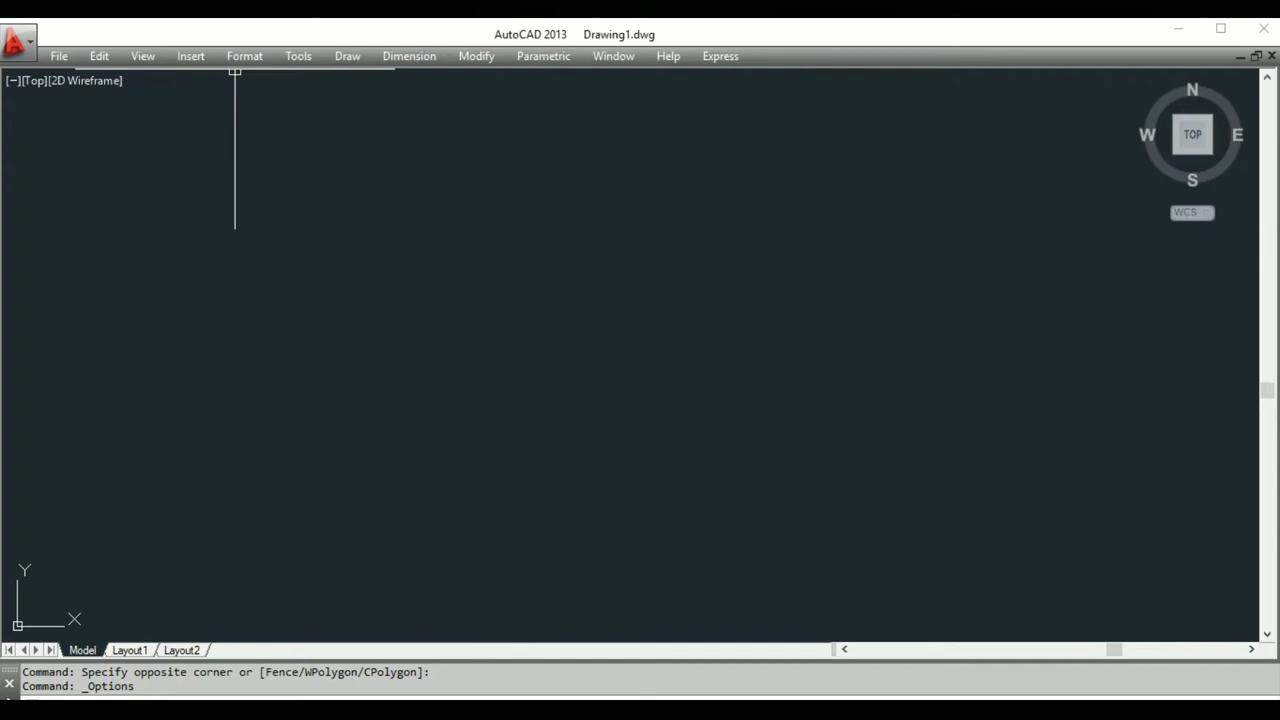 AutoCAD 2013 Drawing1.dwg
File Edit View Insert Format Tools Draw Dimension Modify Parametric Window Help Express
[−][Top][2D Wireframe]
N
W TOP E
S
WCS
Y
X
Model Layout1 Layout2
Command: Specify opposite corner or [Fence/WPolygon/CPolygon]:
Command: _Options